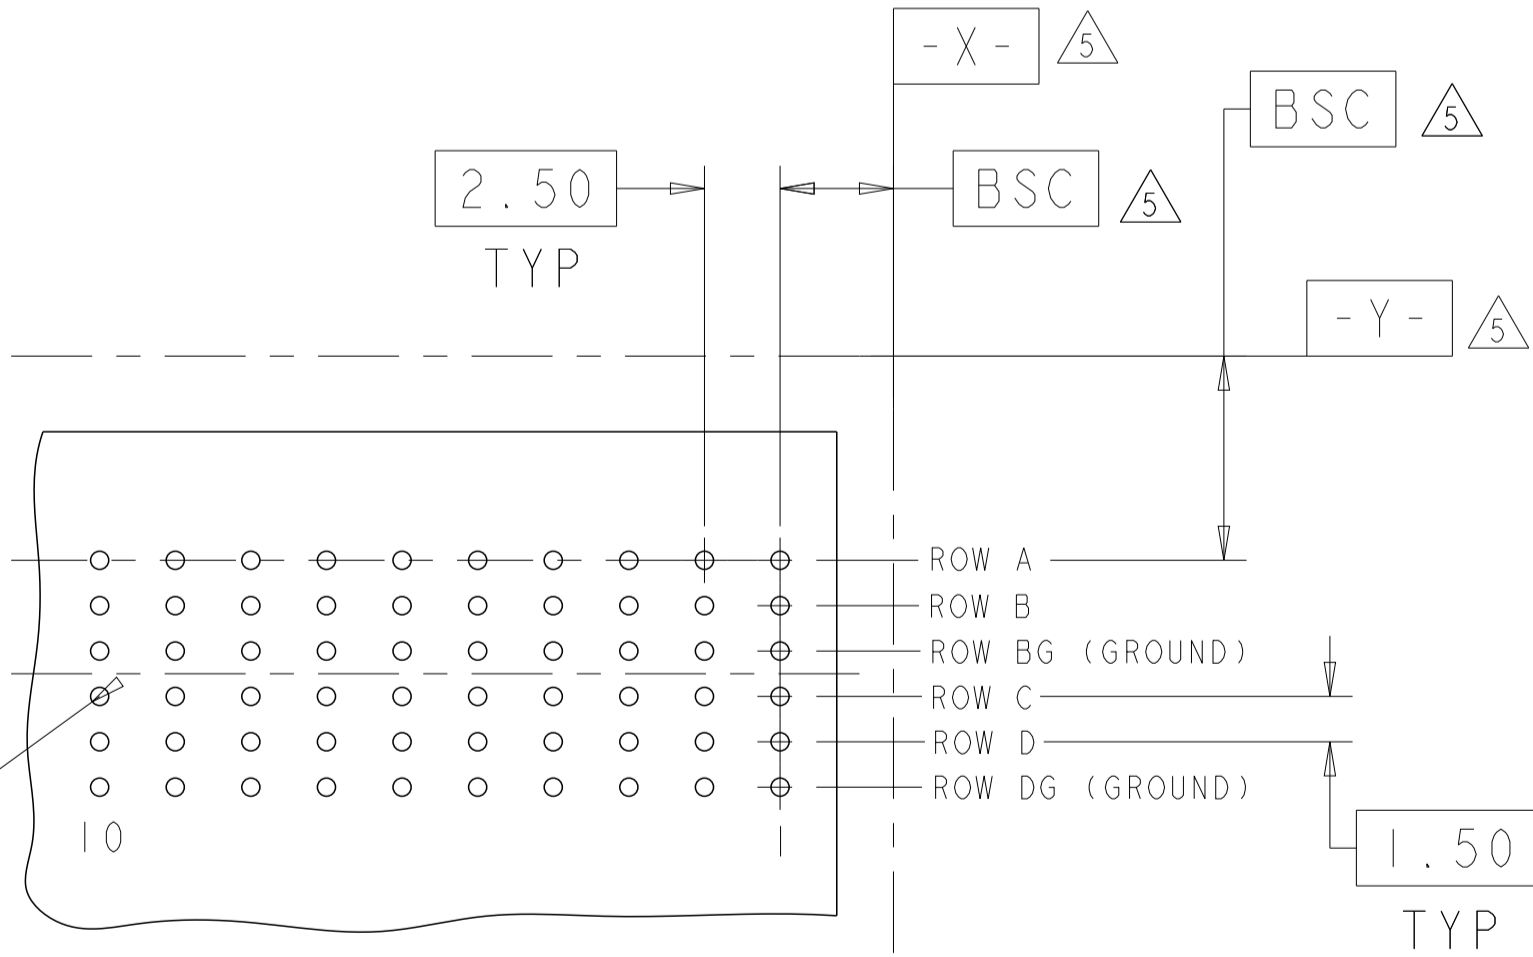 - X -
5
BSC
5
2.50
TYP
BSC
5
- Y -
5
ROW A
ROW B
ROW BG (GROUND)
ROW C
ROW D
ROW DG (GROUND)
10
1
1.50
TYP